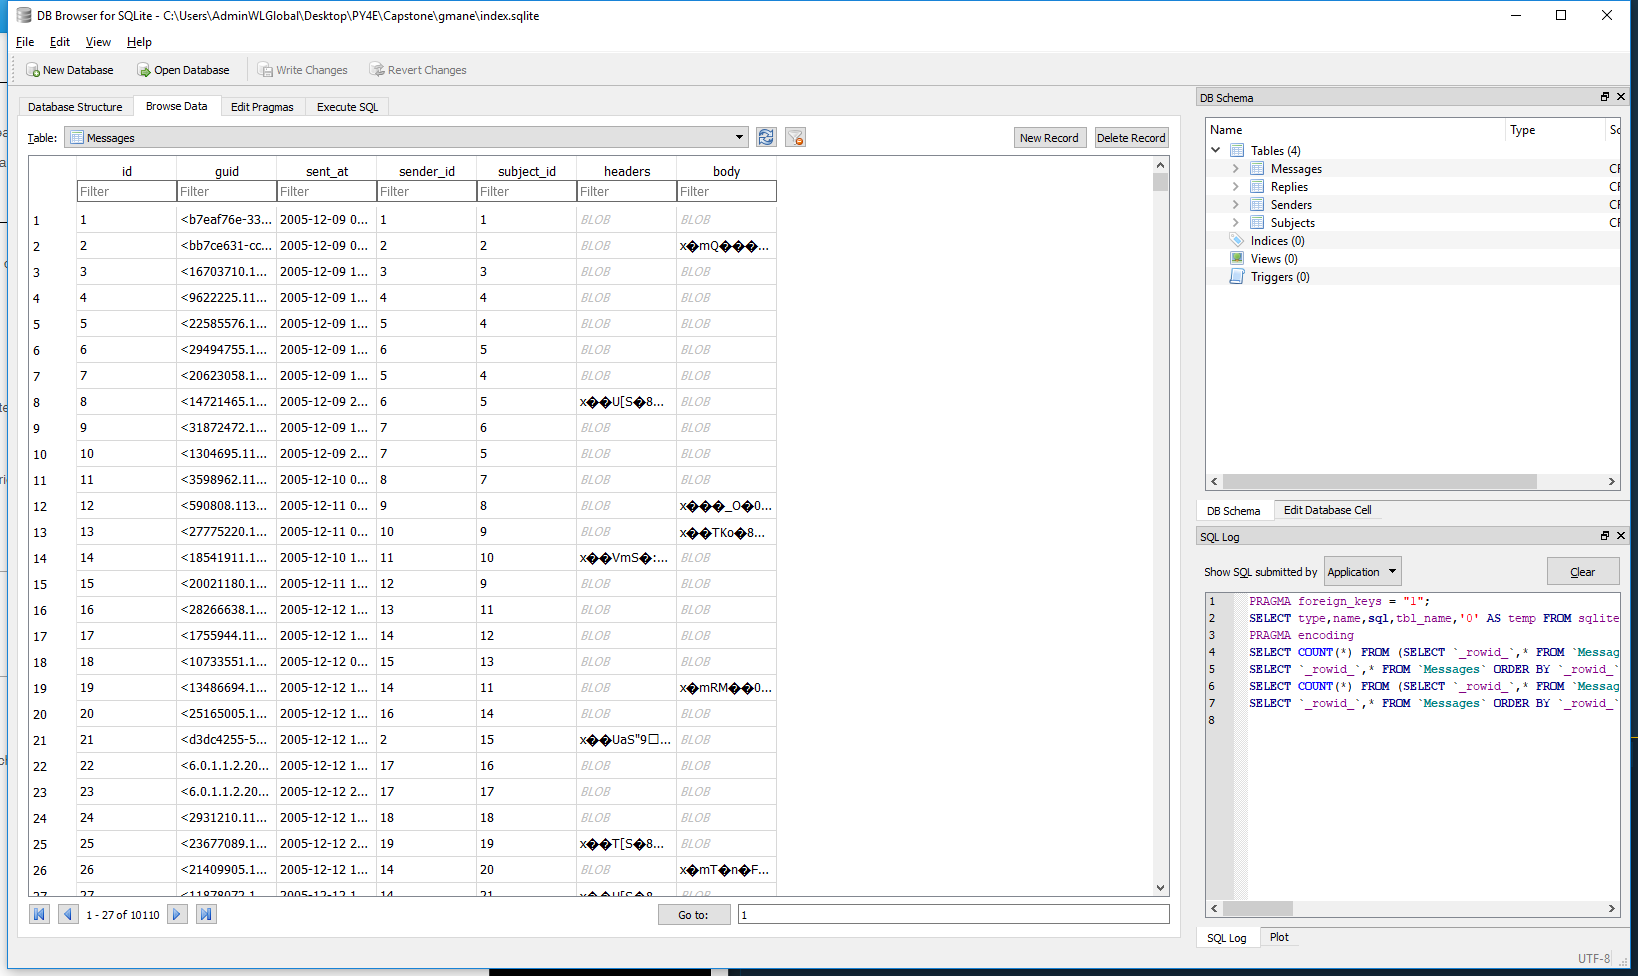 DB Browser for SQLite - C:\Users\AdminWLGlobal\Desktop\PY4E\Capstone\gmane\index.sqlite
File Edit View Help
New Database Open Database Write Changes Revert Changes
Database Structure Browse Data Edit Pragmas Execute SQL
Table: Messages New Record Delete Record
id guid sent_at sender_id subject_id headers body
Filter Filter Filter Filter Filter Filter Filter
1 1 <b7eaf76e-33... 2005-12-09 0... 1 1 BLOB BLOB
2 2 <bb7ce631-cc... 2005-12-09 0... 2 2 BLOB x�mQ���...
3 3 <16703710.1... 2005-12-09 1... 3 3 BLOB BLOB
4 4 <9622225.11... 2005-12-09 1... 4 4 BLOB BLOB
5 5 <22585576.1... 2005-12-09 1... 5 4 BLOB BLOB
6 6 <29494755.1... 2005-12-09 1... 6 5 BLOB BLOB
7 7 <20623058.1... 2005-12-09 1... 5 4 BLOB BLOB
8 8 <14721465.1... 2005-12-09 2... 6 5 x��U[S�8... BLOB
9 9 <31872472.1... 2005-12-09 1... 7 6 BLOB BLOB
10 10 <1304695.11... 2005-12-09 2... 7 5 BLOB BLOB
11 11 <3598962.11... 2005-12-10 0... 8 7 BLOB BLOB
12 12 <590808.113... 2005-12-11 0... 9 8 BLOB x���_O�0...
13 13 <27775220.1... 2005-12-11 0... 10 9 BLOB x��TKo�8...
14 14 <18541911.1... 2005-12-10 1... 11 10 x��VmS�:... BLOB
15 15 <20021180.1... 2005-12-11 1... 12 9 BLOB BLOB
16 16 <28266638.1... 2005-12-12 1... 13 11 BLOB BLOB
17 17 <1755944.11... 2005-12-12 1... 14 12 BLOB BLOB
18 18 <10733551.1... 2005-12-12 0... 15 13 BLOB BLOB
19 19 <13486694.1... 2005-12-12 1... 14 11 BLOB x�mRM��0...
20 20 <25165005.1... 2005-12-12 1... 16 14 BLOB BLOB
21 21 <d3dc4255-5... 2005-12-12 1... 2 15 x��UaS"9□... BLOB
22 22 <6.0.1.1.2.20... 2005-12-12 1... 17 16 BLOB BLOB
23 23 <6.0.1.1.2.20... 2005-12-12 2... 17 17 BLOB BLOB
24 24 <2931210.11... 2005-12-12 1... 18 18 BLOB BLOB
25 25 <23677089.1... 2005-12-12 2... 19 19 x��T[S�8... BLOB
26 26 <21409905.1... 2005-12-12 1... 14 20 BLOB x�mT�n�F...
27 27 <11878072.1... 2005-12-12 1... 14 21 x��U[S�8... BLOB
1 - 27 of 10110 Go to: 1
DB Schema
Name Type Sc
Tables (4)
Messages CR
Replies CR
Senders CR
Subjects CR
Indices (0)
Views (0)
Triggers (0)
DB Schema Edit Database Cell
SQL Log
Show SQL submitted by Application Clear
1 PRAGMA foreign_keys = "1";
2 SELECT type,name,sql,tbl_name,'0' AS temp FROM sqlite
3 PRAGMA encoding
4 SELECT COUNT(*) FROM (SELECT `_rowid_`,* FROM `Messag
5 SELECT `_rowid_`,* FROM `Messages` ORDER BY `_rowid_`
6 SELECT COUNT(*) FROM (SELECT `_rowid_`,* FROM `Messag
7 SELECT `_rowid_`,* FROM `Messages` ORDER BY `_rowid_`
8
SQL Log Plot
UTF-8